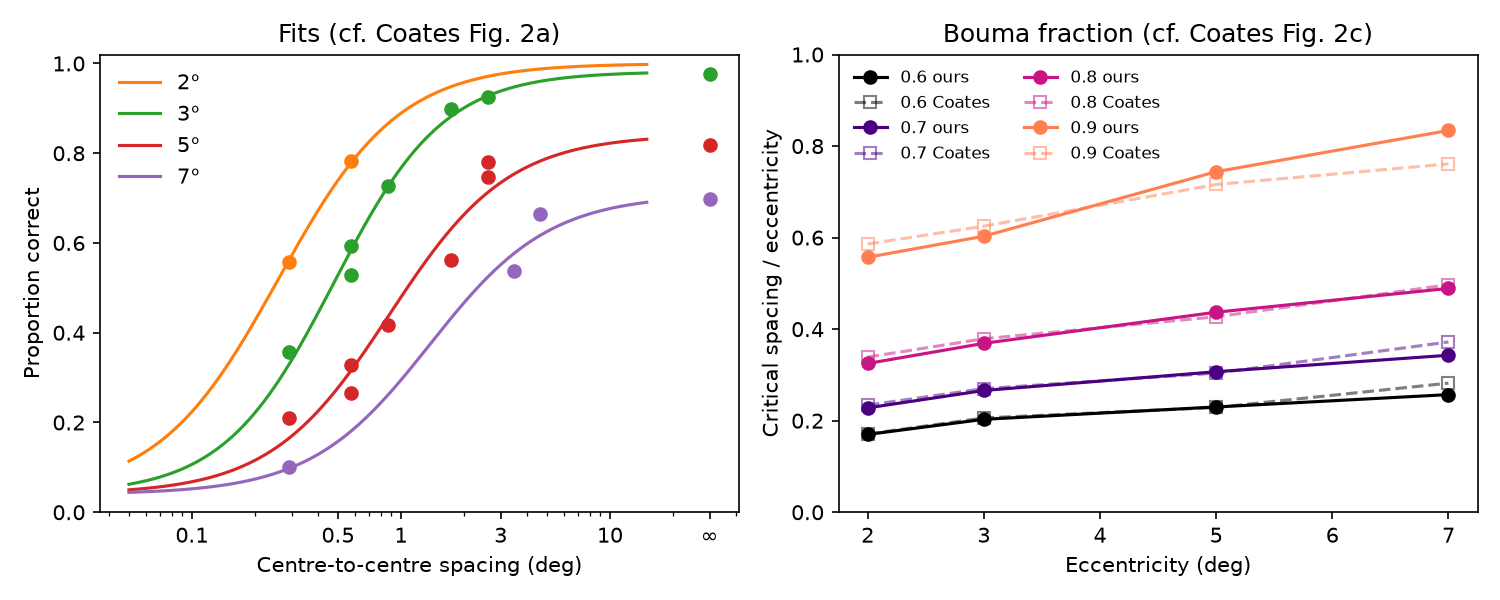 Fits (cf. Coates Fig. 2a)
1.0
0.8
0.6
0.4
0.2
0.0
Proportion correct
2°
3°
5°
7°
0.1
0.5
1
3
10
∞
Centre-to-centre spacing (deg)
Bouma fraction (cf. Coates Fig. 2c)
1.0
0.8
0.6
0.4
0.2
0.0
Critical spacing / eccentricity
0.6 ours
0.6 Coates
0.7 ours
0.7 Coates
0.8 ours
0.8 Coates
0.9 ours
0.9 Coates
2
3
4
5
6
7
Eccentricity (deg)